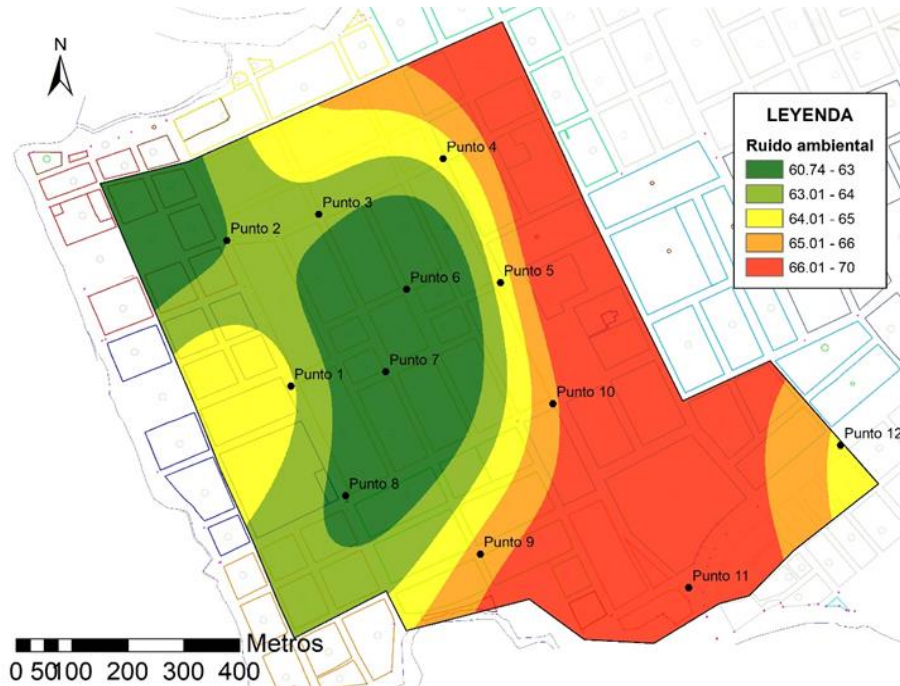 N
LEYENDA
Ruido ambiental
60.74 - 63
63.01 - 64
64.01 - 65
65.01 - 66
66.01 - 70
Punto 4
Punto 3
Punto 2
Punto 5
Punto 6
Punto 7
Punto 1
Punto 10
Punto 12
Punto 8
Punto 9
Punto 11
Metros
0 50 100 200 300 400